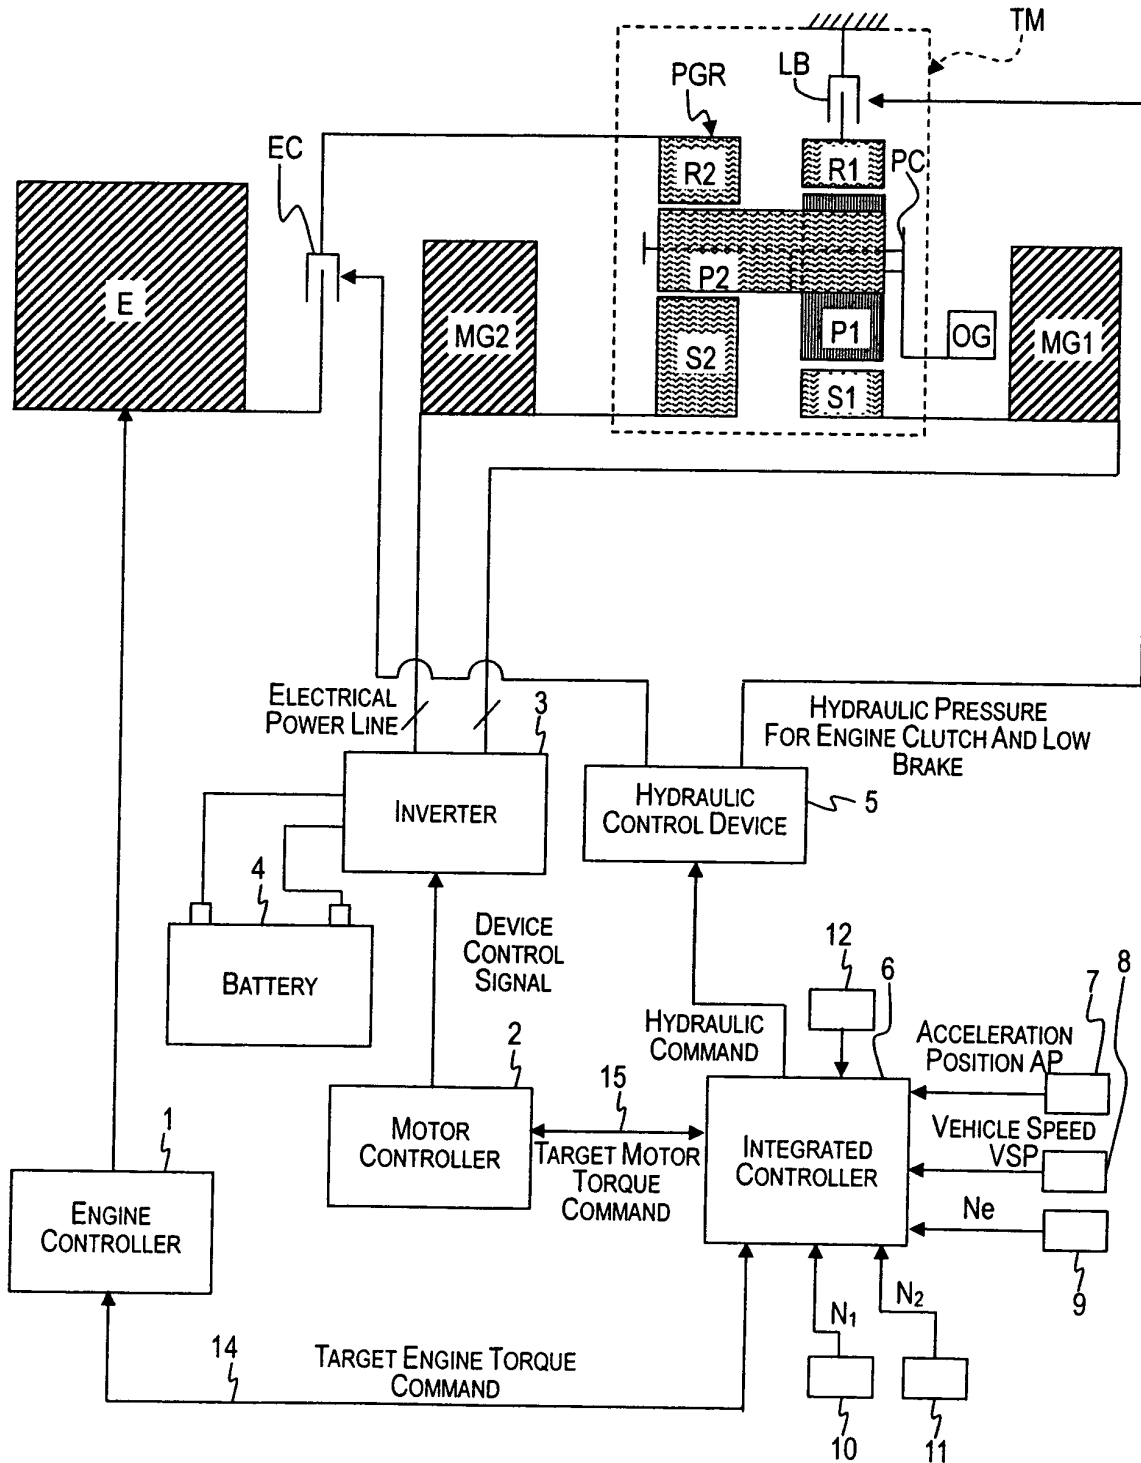 TM
LB
PGR
EC
R2
R1
PC
E
MG2
P2
P1
OG
MG1
S2
S1
ELECTRICAL
POWER LINE
3
HYDRAULIC PRESSURE
FOR ENGINE CLUTCH AND LOW
BRAKE
INVERTER
HYDRAULIC
CONTROL DEVICE
5
4
BATTERY
DEVICE
CONTROL
SIGNAL
12
6
8
7
HYDRAULIC
COMMAND
ACCELERATION
POSITION AP
2
15
1
MOTOR
CONTROLLER
TARGET MOTOR
TORQUE
COMMAND
INTEGRATED
CONTROLLER
VEHICLE SPEED
VSP
Ne
9
ENGINE
CONTROLLER
N1
N2
14
TARGET ENGINE TORQUE
COMMAND
10
11